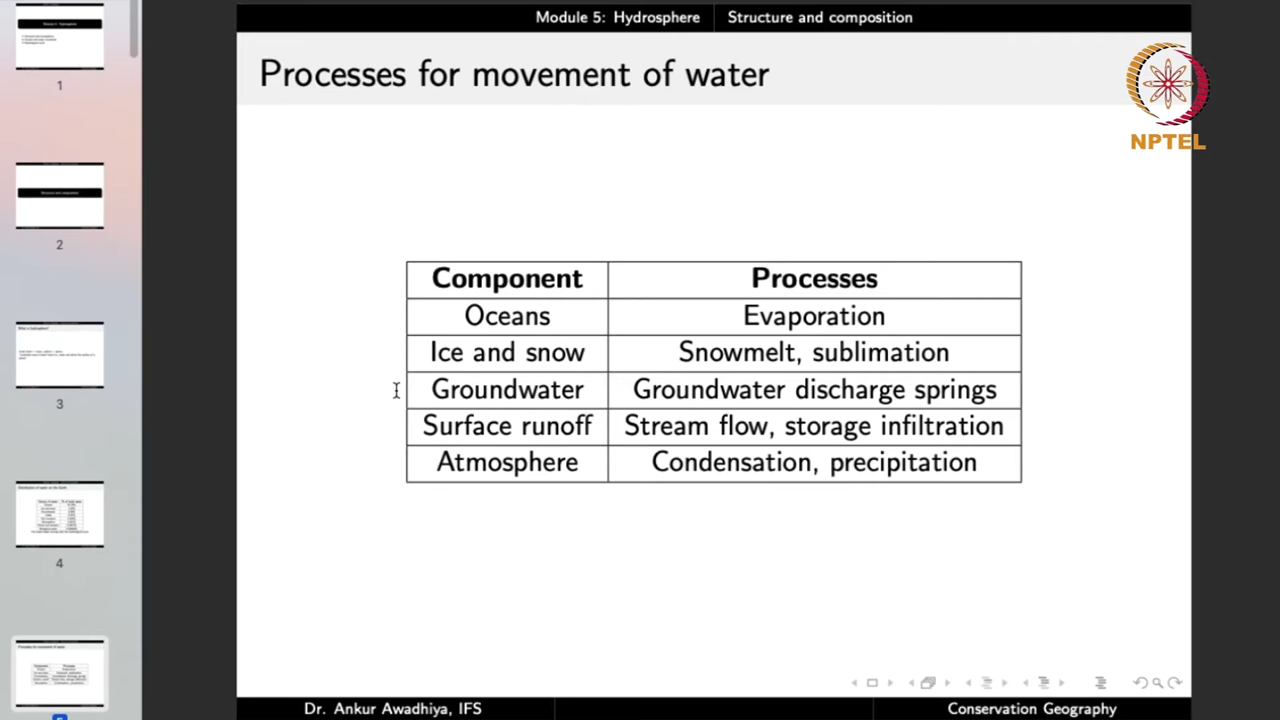 Module 5: Hydrosphere Structure and composition
Processes for movement of water
NPTEL
Component Processes
Oceans Evaporation
Ice and snow Snowmelt, sublimation
Groundwater Groundwater discharge springs
Surface runoff Stream flow, storage infiltration
Atmosphere Condensation, precipitation
1
2
3
4
5
Dr. Ankur Awadhiya, IFS Conservation Geography